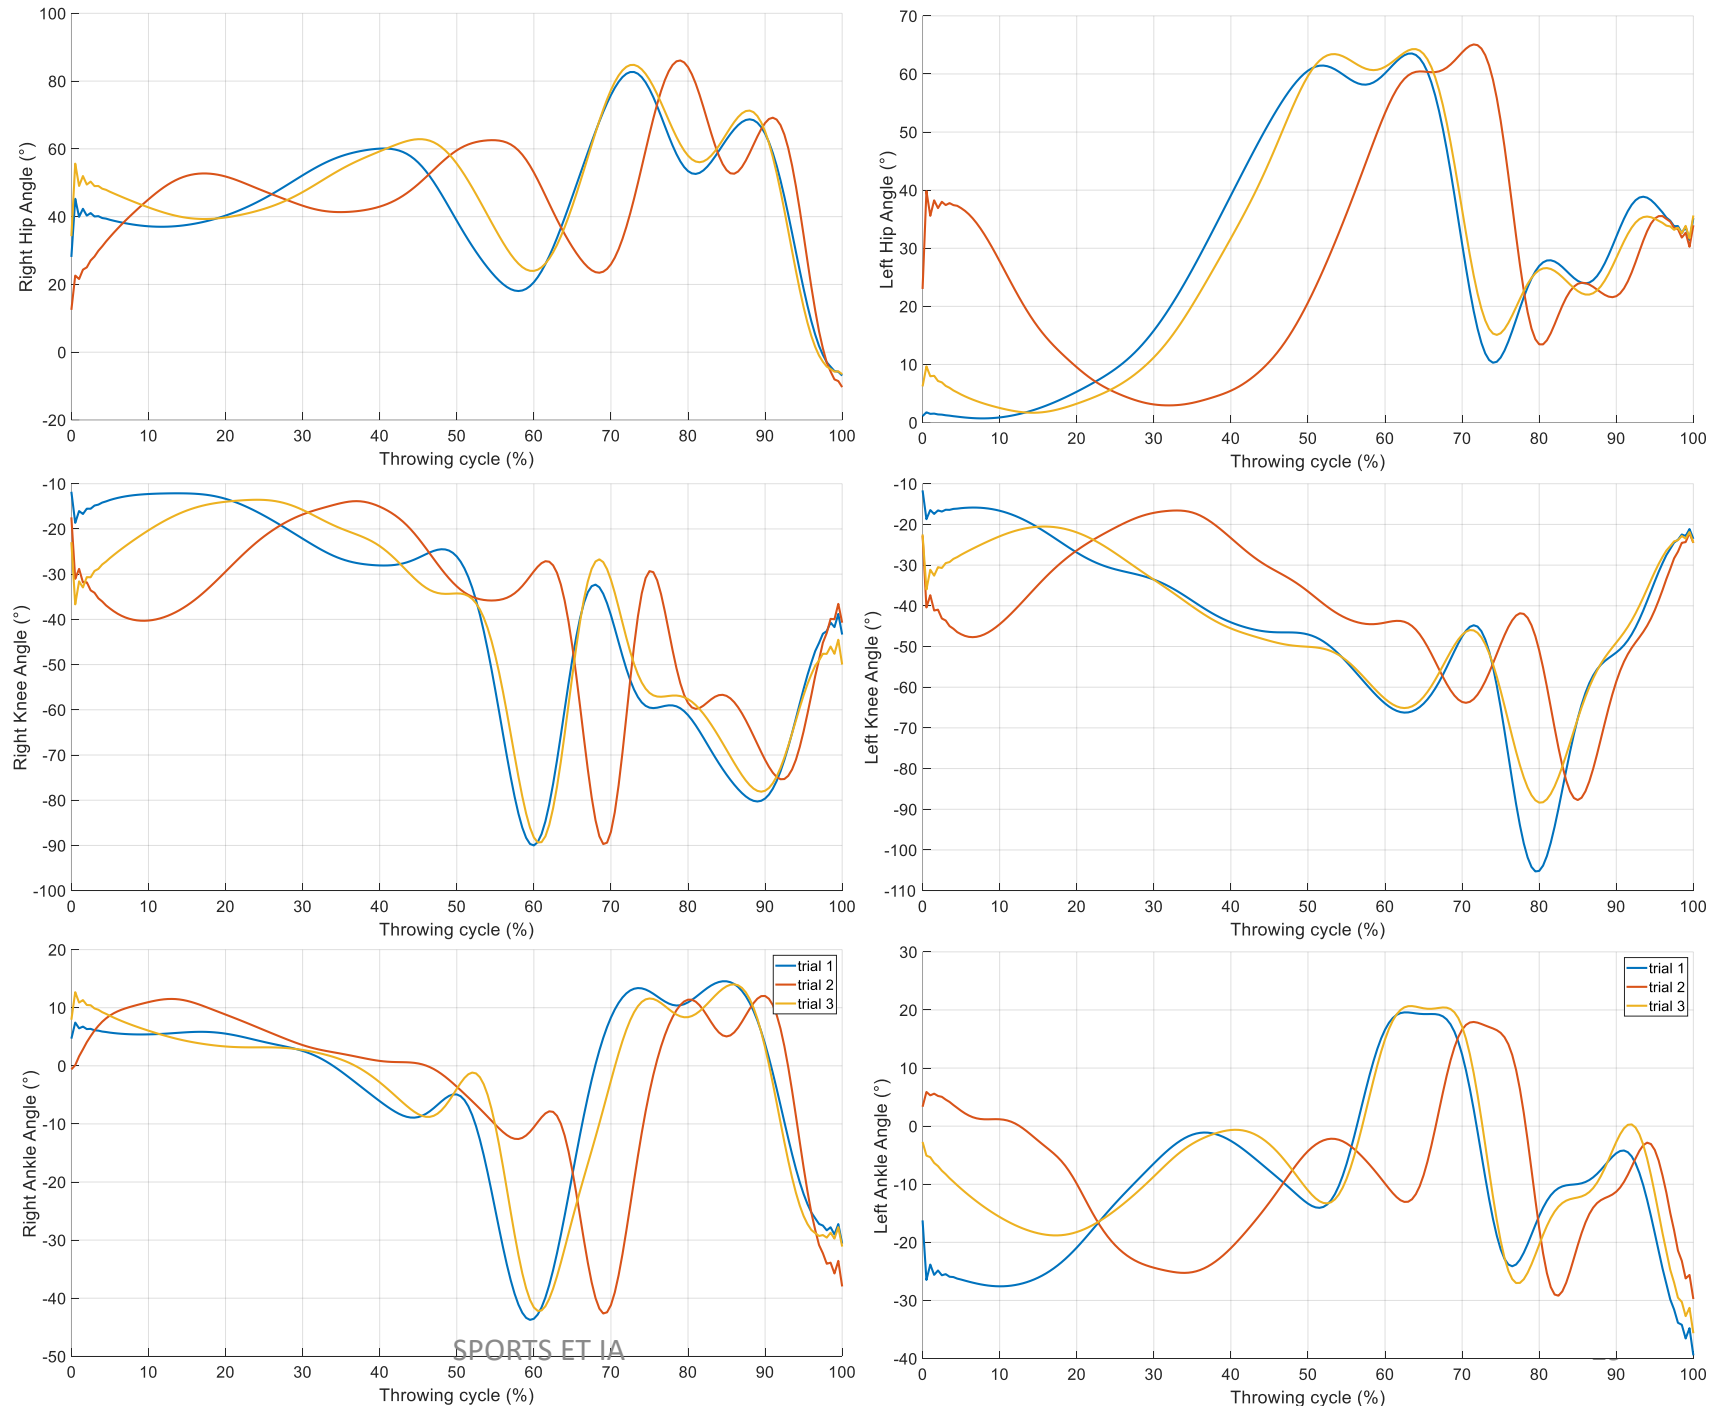 100
80
60
40
20
0
-20
Right Hip Angle (°)
0 10 20 30 40 50 60 70 80 90 100
Throwing cycle (%)
70
60
50
40
30
20
10
0
Left Hip Angle (°)
0 10 20 30 40 50 60 70 80 90 100
Throwing cycle (%)
-10
-20
-30
-40
-50
-60
-70
-80
-90
-100
Right Knee Angle (°)
0 10 20 30 40 50 60 70 80 90 100
Throwing cycle (%)
-10
-20
-30
-40
-50
-60
-70
-80
-90
-100
-110
Left Knee Angle (°)
0 10 20 30 40 50 60 70 80 90 100
Throwing cycle (%)
20
10
0
-10
-20
-30
-40
-50
Right Ankle Angle (°)
trial 1
trial 2
trial 3
SPORTS ET IA
0 10 20 30 40 50 60 70 80 90 100
Throwing cycle (%)
30
20
10
0
-10
-20
-30
-40
Left Ankle Angle (°)
trial 1
trial 2
trial 3
0 10 20 30 40 50 60 70 80 90 100
Throwing cycle (%)